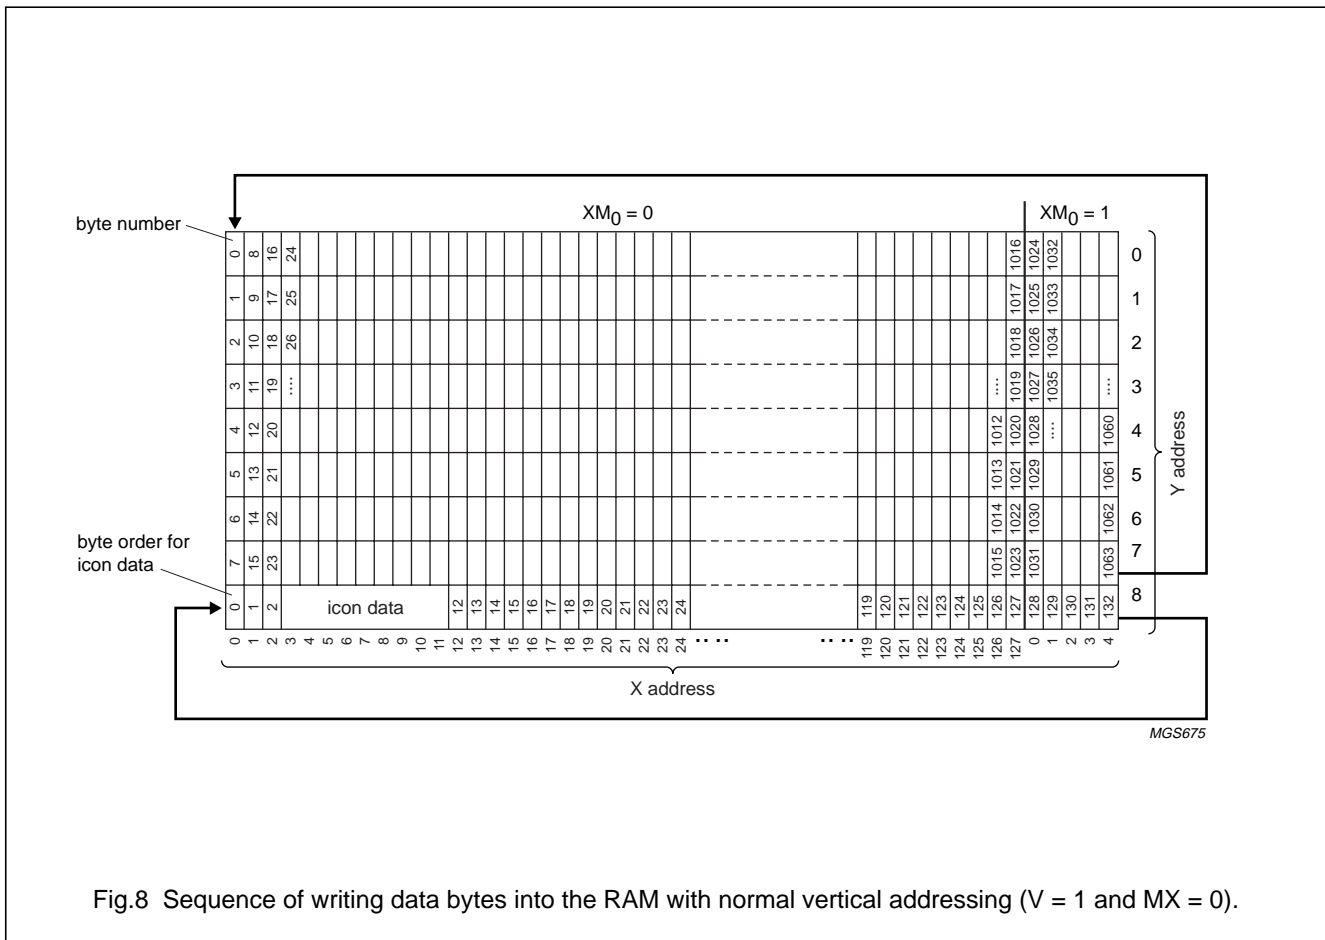 XM0 = 0 XM0 = 1
byte number
0 8 16 24 1016 1024 1032 0
1 9 17 25 1017 1025 1033 1
2 10 18 26 1018 1026 1034 2
3 11 19 .... .... 1019 1027 1035 .... 3
4 12 20 1012 1020 1028 .... 1060 4
5 13 21 1013 1021 1029 1061 5
6 14 22 1014 1022 1030 1062 6
7 15 23 1015 1023 1031 1063 7
Y address
byte order for
icon data
0 1 2 icon data 12 13 14 15 16 17 18 19 20 21 22 23 24 119 120 121 122 123 124 125 126 127 128 129 130 131 132 8
0 1 2 3 4 5 6 7 8 9 10 11 12 13 14 15 16 17 18 19 20 21 22 23 24 .. .. .. .. 119 120 121 122 123 124 125 126 127 0 1 2 3 4
X address
MGS675
Fig.8 Sequence of writing data bytes into the RAM with normal vertical addressing (V = 1 and MX = 0).